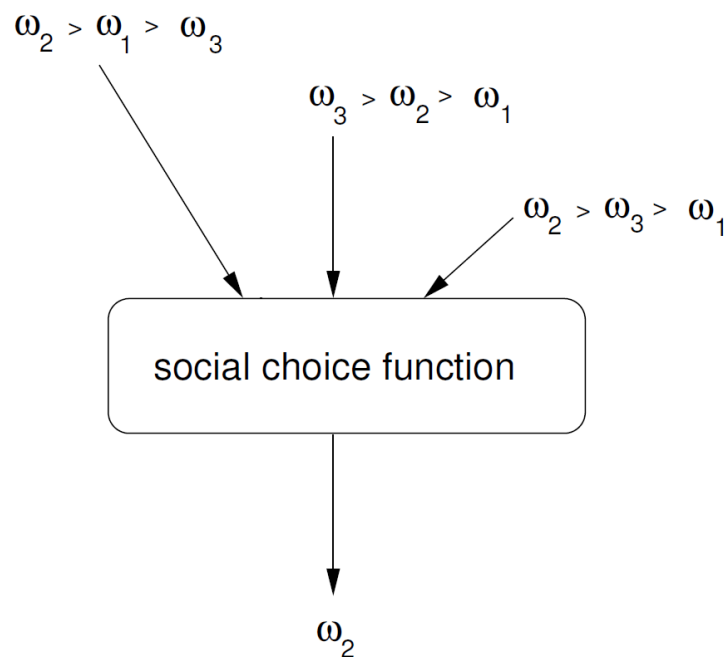 ω₂ > ω₁ > ω₃
ω₃ > ω₂ > ω₁
ω₂ > ω₃ > ω₁
social choice function
ω₂